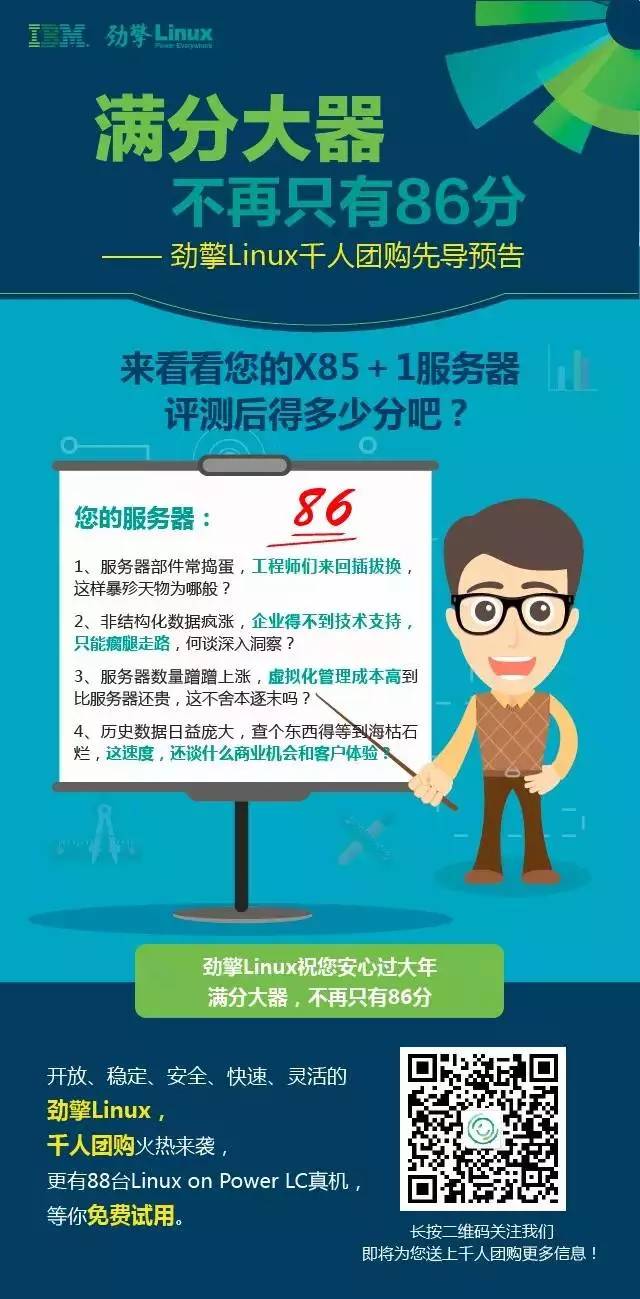 IBM. 劲擎Linux
Power Everywhere
满分大器
不再只有86分
—— 劲擎Linux千人团购先导预告
来看看您的X85+1服务器
评测后得多少分吧？
您的服务器： 86
1、服务器部件常捣蛋，工程师们来回插拔换，
这样暴殄天物为哪般？
2、非结构化数据疯涨，企业得不到技术支持，
只能瘸腿走路，何谈深入洞察？
3、服务器数量蹭蹭上涨，虚拟化管理成本高到
比服务器还贵，这不舍本逐末吗？
4、历史数据日益庞大，查个东西得等到海枯石
烂，这速度，还谈什么商业机会和客户体验？
劲擎Linux祝您安心过大年
满分大器，不再只有86分
开放、稳定、安全、快速、灵活的
劲擎Linux，
千人团购火热来袭，
更有88台Linux on Power LC真机，
等你免费试用。
长按二维码关注我们
即将为您送上千人团购更多信息！